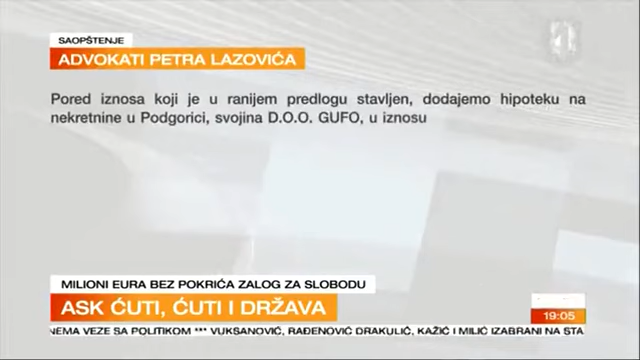 SAOPŠTENJE
ADVOKATI PETRA LAZOVIĆA
Pored iznosa koji je u ranijem predlogu stavljen, dodajemo hipoteku na
nekretnine u Podgorici, svojina D.O.O. GUFO, u iznosu
MILIONI EURA BEZ POKRIĆA ZALOG ZA SLOBODU
ASK ĆUTI, ĆUTI I DRŽAVA
19:05
NEMA VEZE SA POLITIKOM *** VUKSANOVIĆ, RAĐENOVIĆ DRAKULIĆ, KAŽIĆ I MILIĆ IZABRANI NA STA